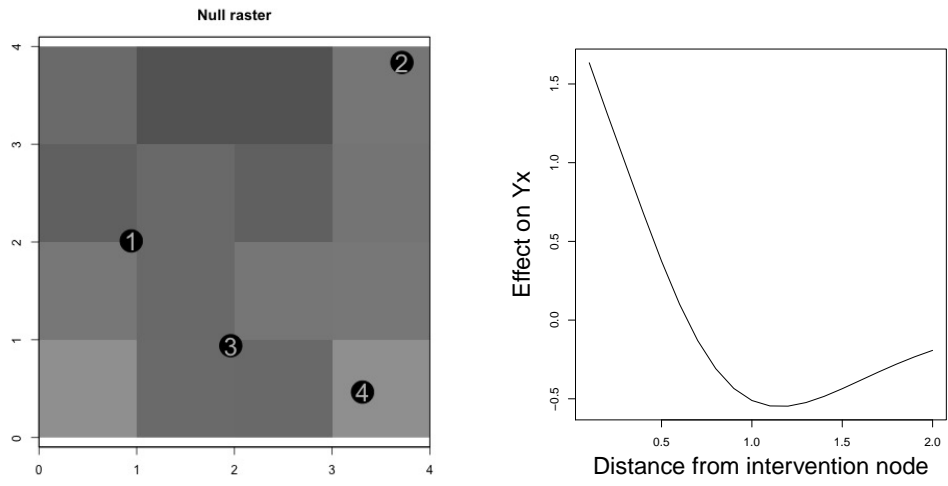 Null raster
4
3
2
1
0
0 1 2 3 4
2
1
3
4
Effect on Yx
1.5
1.0
0.5
0.0
−0.5
0.5 1.0 1.5 2.0
Distance from intervention node